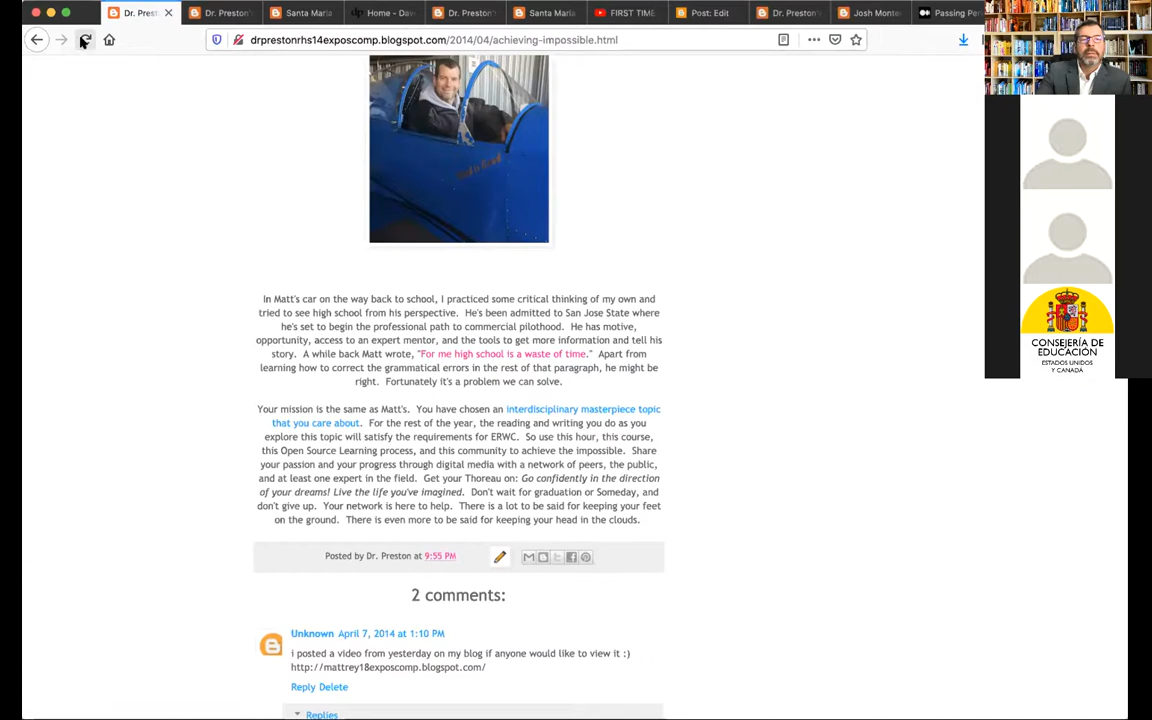 Dr. Prest
Dr. Preston'
Santa Maria
Home – Dav
Dr. Preston'
Santa Maria
FIRST TIME
Post: Edit
Dr. Preston'
Josh Monte
Passing Per
drprestonrhs14exposcomp.blogspot.com/2014/04/achieving-impossible.html
CONSEJERÍA DE
EDUCACIÓN
ESTADOS UNIDOS
Y CANADÁ
In Matt's car on the way back to school, I practiced some critical thinking of my own and
tried to see high school from his perspective. He's been admitted to San Jose State where
he's set to begin the professional path to commercial pilothood. He has motive,
opportunity, access to an expert mentor, and the tools to get more information and tell his
story. A while back Matt wrote, "For me high school is a waste of time." Apart from
learning how to correct the grammatical errors in the rest of that paragraph, he might be
right. Fortunately it's a problem we can solve.
Your mission is the same as Matt's. You have chosen an interdisciplinary masterpiece topic
that you care about. For the rest of the year, the reading and writing you do as you
explore this topic will satisfy the requirements for ERWC. So use this hour, this course,
this Open Source Learning process, and this community to achieve the impossible. Share
your passion and your progress through digital media with a network of peers, the public,
and at least one expert in the field. Get your Thoreau on: Go confidently in the direction
of your dreams! Live the life you've imagined. Don't wait for graduation or Someday, and
don't give up. Your network is here to help. There is a lot to be said for keeping your feet
on the ground. There is even more to be said for keeping your head in the clouds.
Posted by Dr. Preston at 9:55 PM
2 comments:
Unknown April 7, 2014 at 1:10 PM
i posted a video from yesterday on my blog if anyone would like to view it :)
http://mattrey18exposcomp.blogspot.com/
Reply Delete
Replies